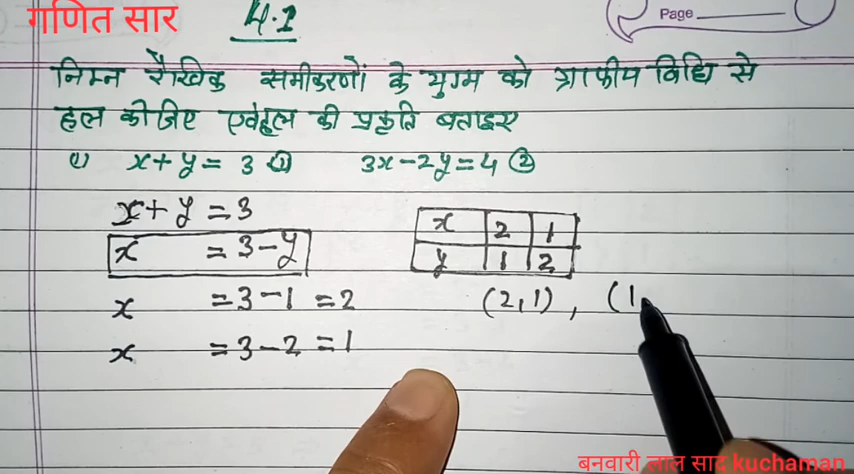 गणित सार
4.1
Page
निम्न रैखिक समीकरणों के युग्म को ग्राफीय विधि से
हल कीजिए एवं हल की प्रकृति बताइए
(1) x+y=3 ① 3x-2y=4 ②
x+y=3
x =3-y
x =3-1=2
x =3-2=1
x 2 1
y 1 2
(2,1), (1,
बनवारी लाल साद kuchaman